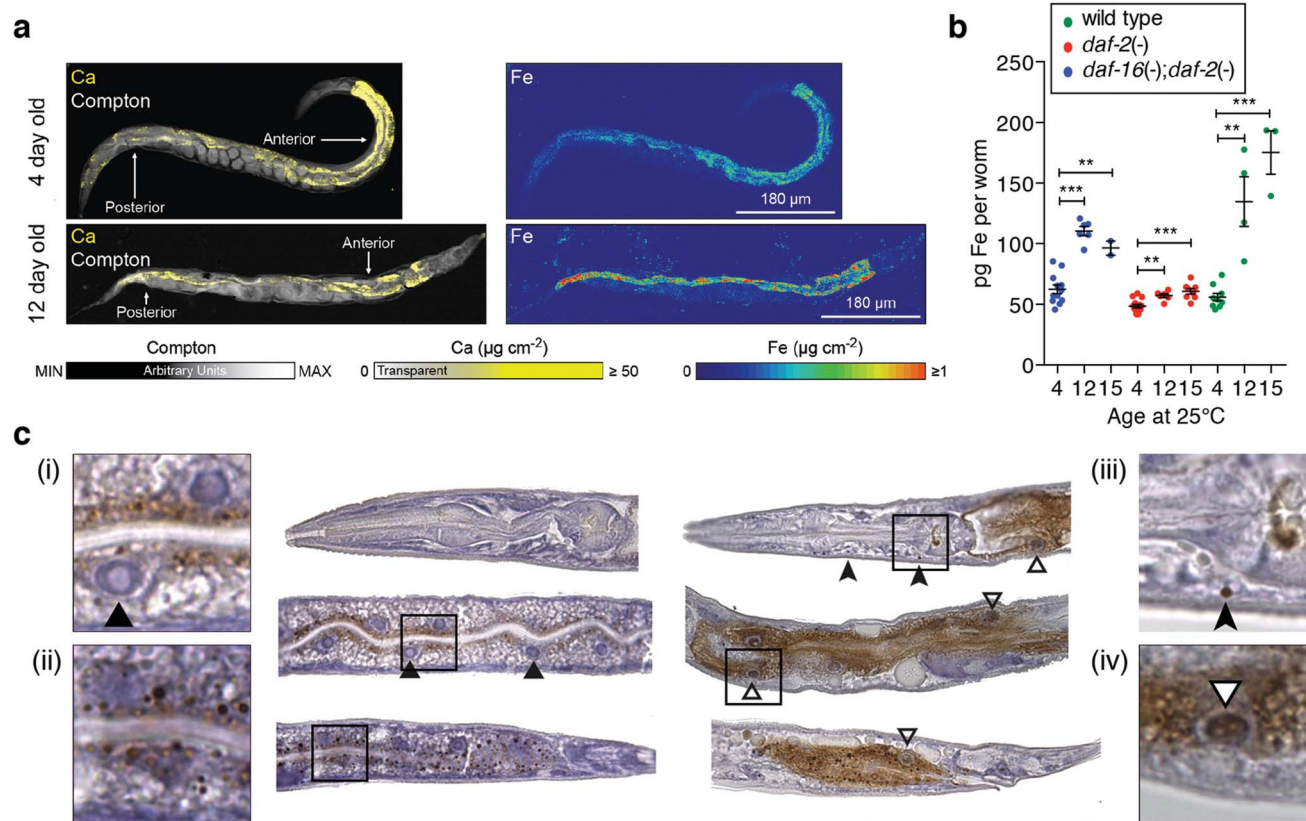 a
4 day old
Ca
Compton
Anterior
Posterior
Fe
180 µm
12 day old
Ca
Compton
Anterior
Posterior
Fe
180 µm
Compton
MIN Arbitrary Units MAX
Ca (µg cm-2)
0 Transparent ≥ 50
Fe (µg cm-2)
0 ≥1
b
wild type
daf-2(-)
daf-16(-);daf-2(-)
pg Fe per worm
250
200
150
100
50
0
*** ** ** *** ** ***
4 12 15 4 12 15 4 12 15
Age at 25°C
c
(i)
(ii)
(iii)
(iv)